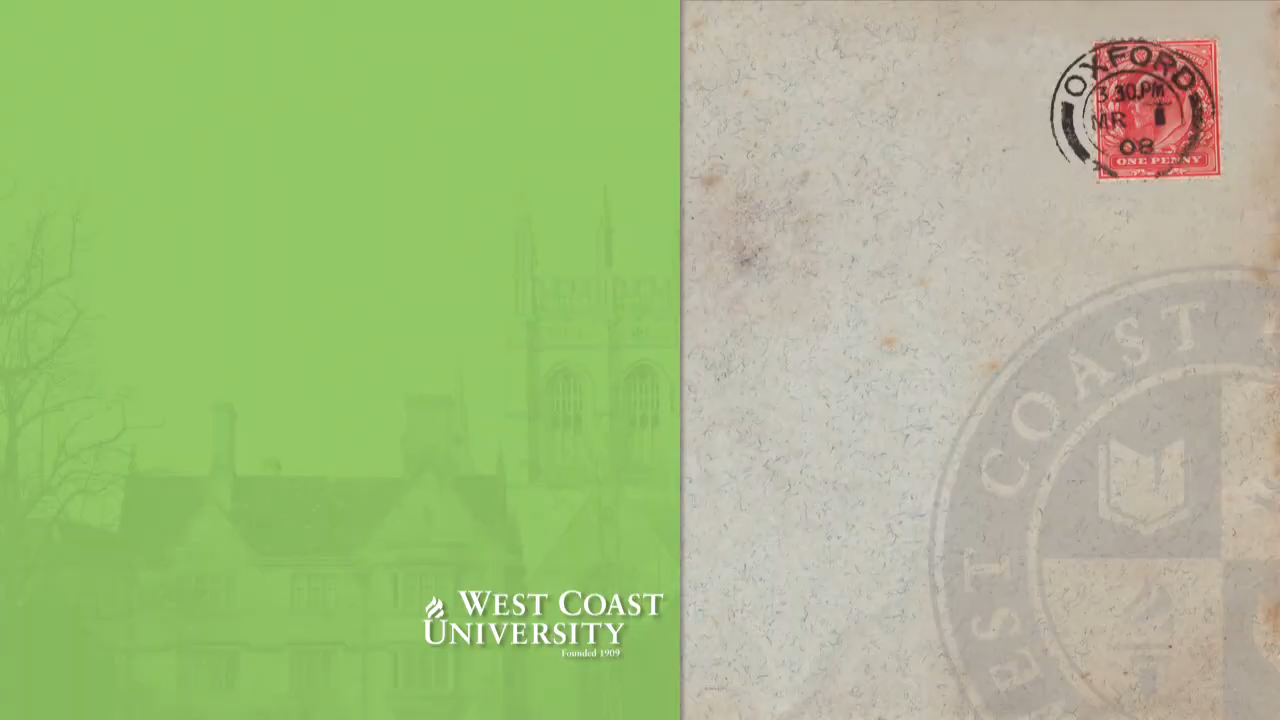 WEST COAST
UNIVERSITY
Founded 1909
OXFORD
3.30.PM
MR
08
ONE PENNY
EST COAST